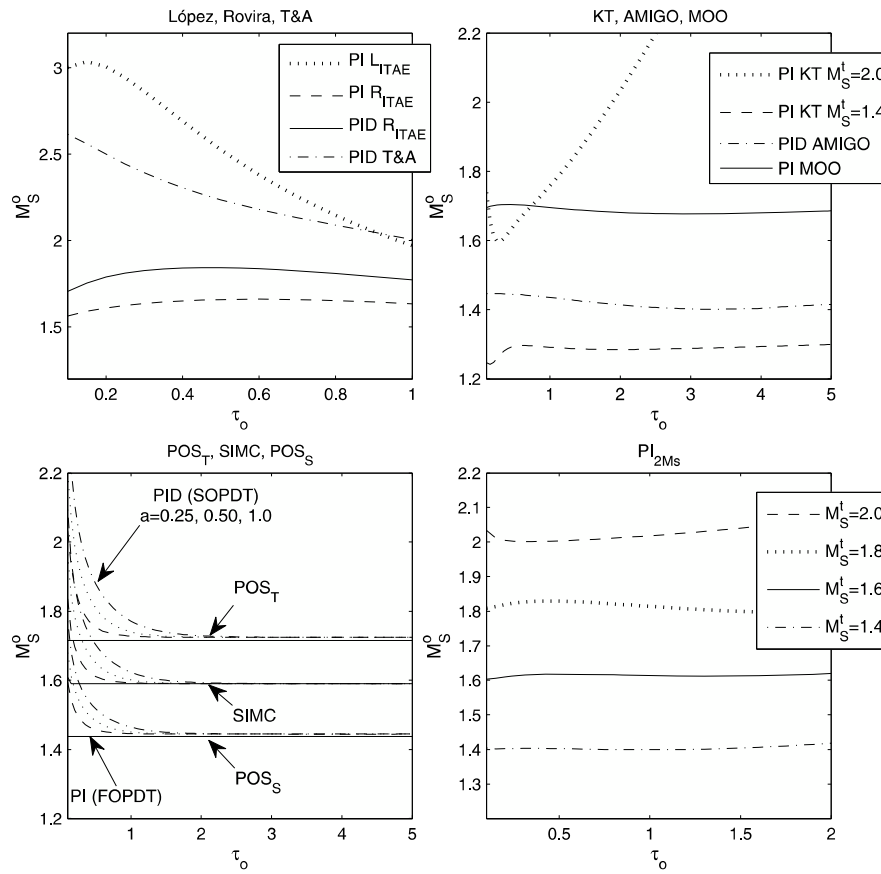 López, Rovira, T&A
3
2.5
2
1.5
M_S^o
0.2
0.4
0.6
0.8
1
τ_o
PI L_ITAE
PI R_ITAE
PID R_ITAE
PID T&A
KT, AMIGO, MOO
2.2
2
1.8
1.6
1.4
1.2
M_S^o
1
2
3
4
5
τ_o
PI KT M_S^t=2.0
PI KT M_S^t=1.4
PID AMIGO
PI MOO
POS_T, SIMC, POS_S
2.2
2
1.8
1.6
1.4
1.2
M_S^o
1
2
3
4
5
τ_o
PID (SOPDT)
a=0.25, 0.50, 1.0
POS_T
SIMC
POS_S
PI (FOPDT)
PI_2Ms
2.2
2.1
2
1.9
1.8
1.7
1.6
1.5
1.4
1.3
M_S^o
0.5
1
1.5
2
τ_o
M_S^t=2.0
M_S^t=1.8
M_S^t=1.6
M_S^t=1.4